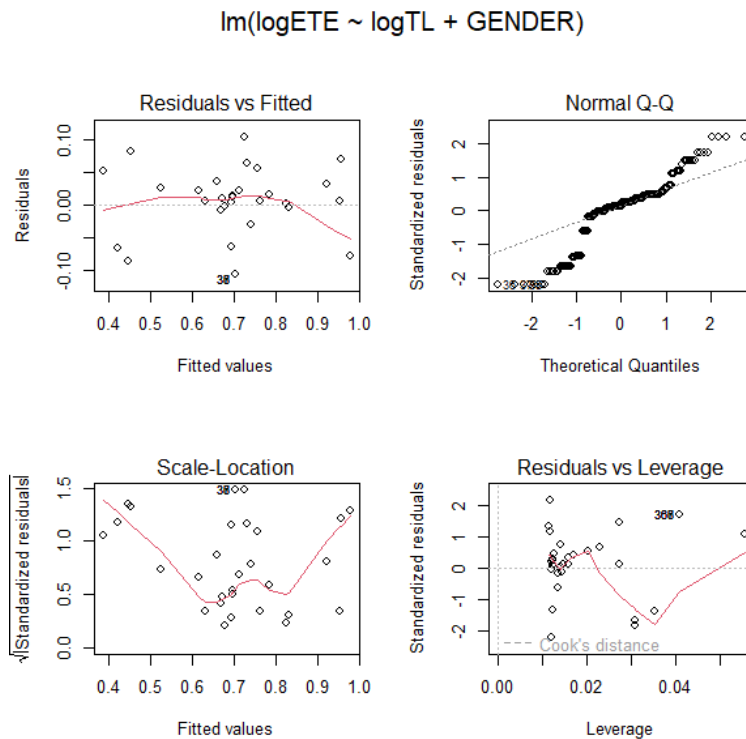 lm(logETE ~ logTL + GENDER)
Residuals vs Fitted
Residuals
0.10
0.00
-0.10
0.4 0.5 0.6 0.7 0.8 0.9 1.0
Fitted values
Normal Q-Q
Standardized residuals
2
1
0
-1
-2
-2 -1 0 1 2
Theoretical Quantiles
Scale-Location
√|Standardized residuals|
1.5
1.0
0.5
0.0
0.4 0.5 0.6 0.7 0.8 0.9 1.0
Fitted values
Residuals vs Leverage
Standardized residuals
2
1
0
-1
-2
Cook's distance
0.00 0.02 0.04
Leverage